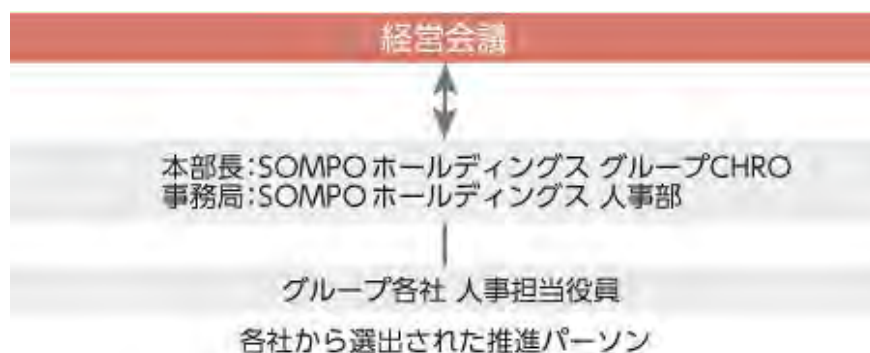 経営会議
本部長:SOMPOホールディングス グループCHRO
事務局:SOMPOホールディングス 人事部
グループ各社 人事担当役員
各社から選出された推進パーソン